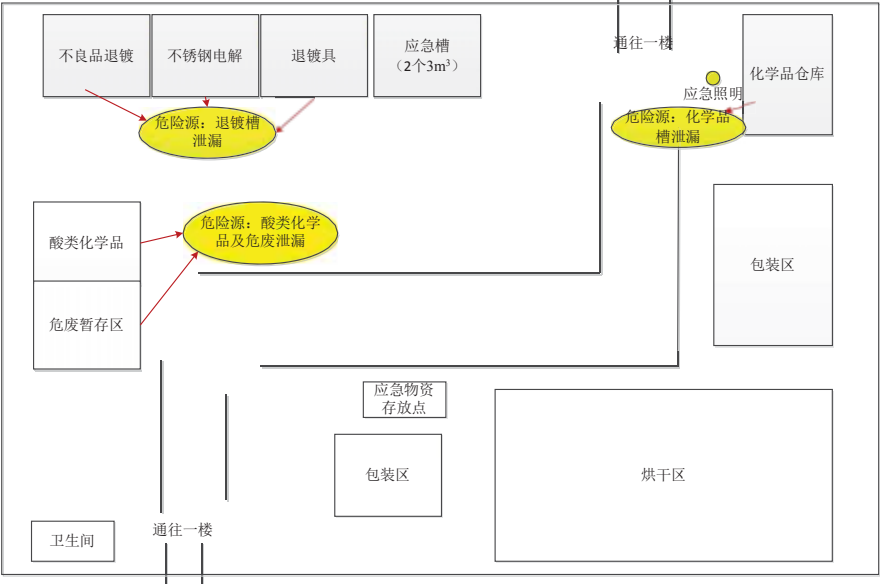 不良品退镀
不锈钢电解
退镀具
应急槽
（2个3m³）
通往一楼
化学品仓库
应急照明
危险源：退镀槽
泄漏
危险源：化学品
槽泄漏
酸类化学品
危险源：酸类化学
品及危废泄漏
包装区
危废暂存区
应急物资
存放点
包装区
烘干区
通往一楼
卫生间